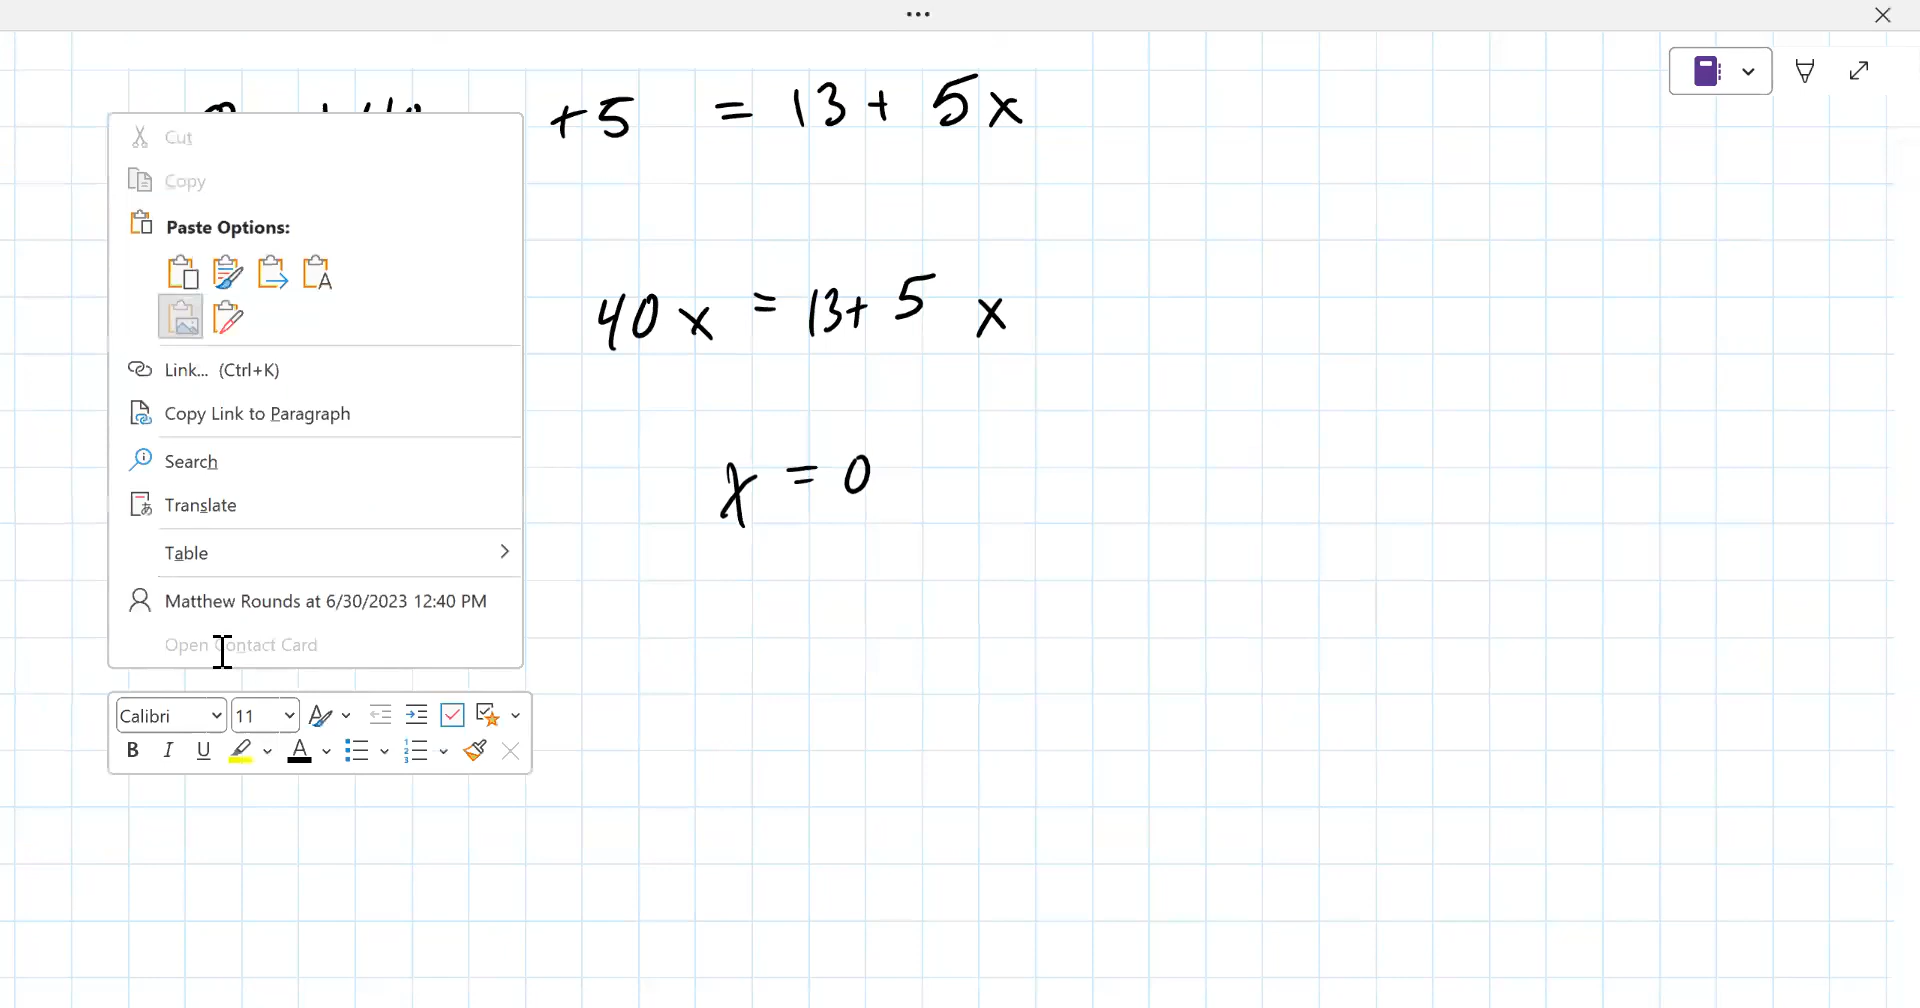 +5 = 13 + 5x
Cut
Copy
Paste Options:
40x = 13 + 5 x
Link... (Ctrl+K)
Copy Link to Paragraph
Search
x = 0
Translate
Table
Matthew Rounds at 6/30/2023 12:40 PM
Open Contact Card
Calibri 11
B I U A